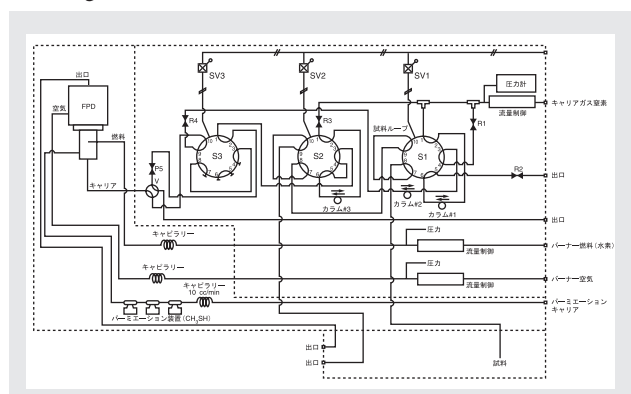 SV3
SV2
SV1
出口
空気
FPD
燃料
キャリア
P5
V
R4
R3
R1
R2
S3
S2
S1
試料ループ
圧力計
流量制御
キャリアガス窒素
出口
カラム#3
カラム#2
カラム#1
出口
キャピラリー
圧力
流量制御
バーナー燃料(水素)
キャピラリー
圧力
流量制御
バーナー空気
キャピラリー
10 cc/min
パーミエーション装置(CH₃SH)
パーミエーション
キャリア
出口
出口
試料